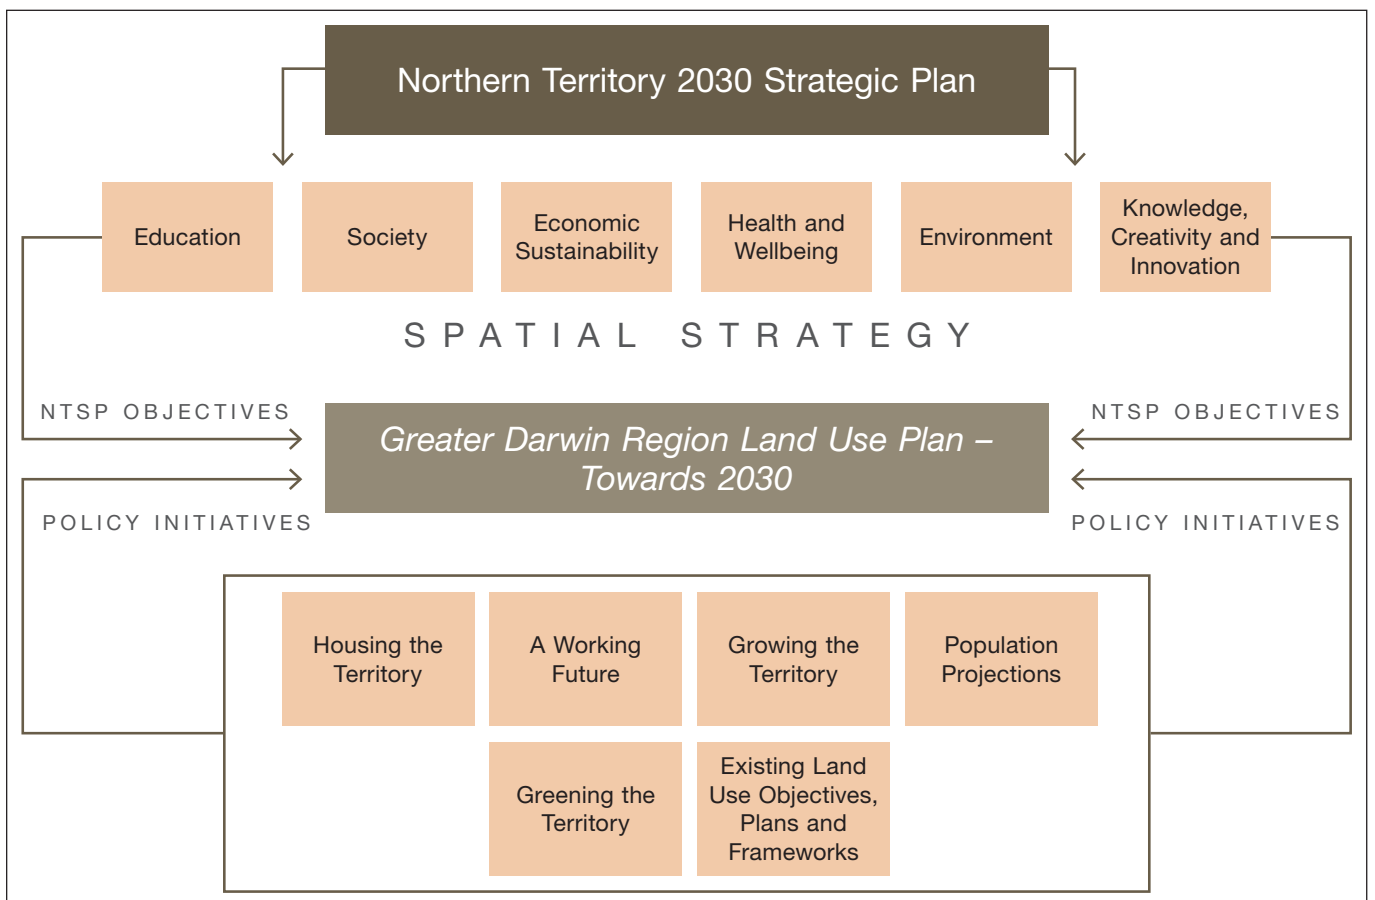 Northern Territory 2030 Strategic Plan
Education
Society
Economic
Sustainability
Health and
Wellbeing
Environment
Knowledge,
Creativity and
Innovation
SPATIAL STRATEGY
NTSP OBJECTIVES
NTSP OBJECTIVES
Greater Darwin Region Land Use Plan –
Towards 2030
POLICY INITIATIVES
POLICY INITIATIVES
Housing the
Territory
A Working
Future
Growing the
Territory
Population
Projections
Greening the
Territory
Existing Land
Use Objectives,
Plans and
Frameworks